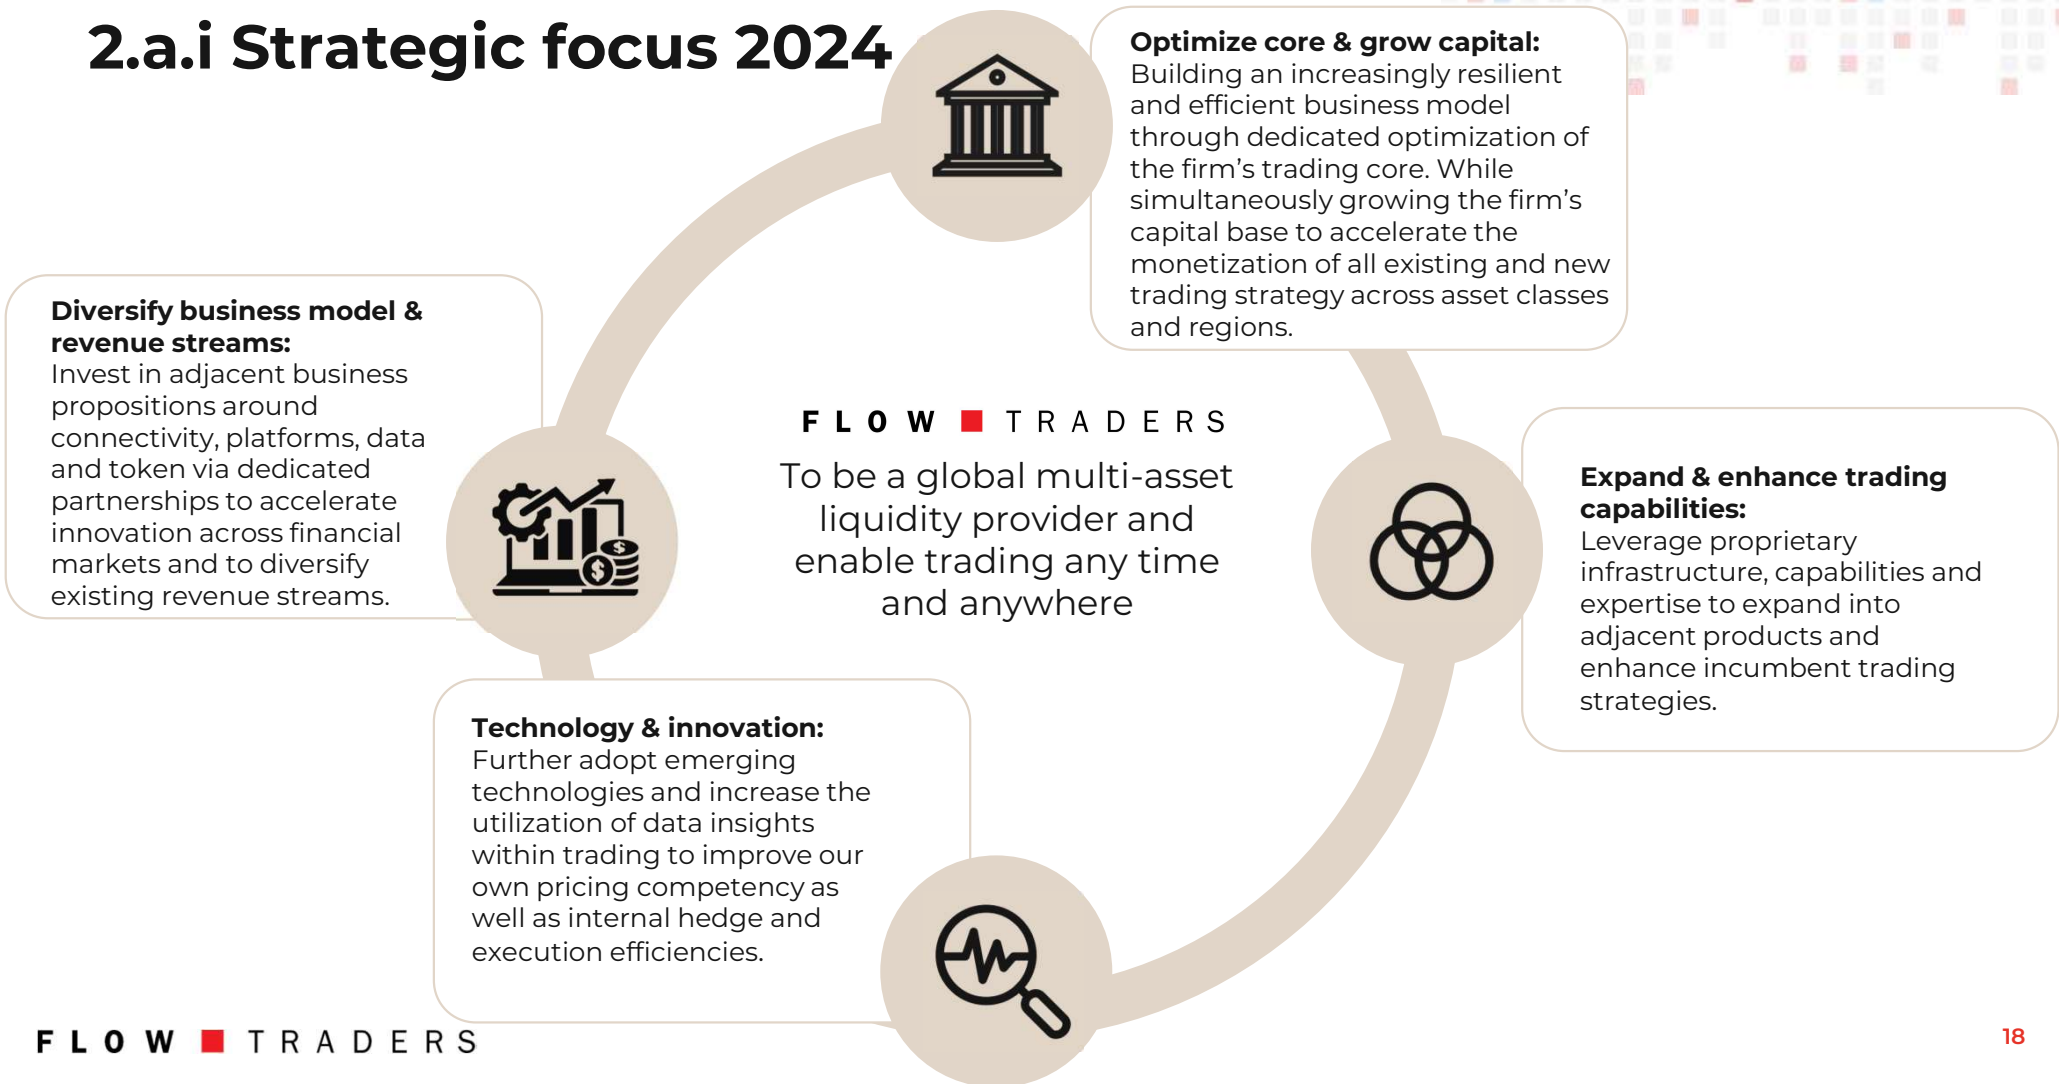 2.a.i Strategic focus 2024
Optimize core & grow capital:
Building an increasingly resilient
and efficient business model
through dedicated optimization of
the firm’s trading core. While
simultaneously growing the firm’s
capital base to accelerate the
monetization of all existing and new
trading strategy across asset classes
and regions.
Diversify business model &
revenue streams:
Invest in adjacent business
propositions around
connectivity, platforms, data
and token via dedicated
partnerships to accelerate
innovation across financial
markets and to diversify
existing revenue streams.
FLOW TRADERS
To be a global multi-asset
liquidity provider and
enable trading any time
and anywhere
Expand & enhance trading
capabilities:
Leverage proprietary
infrastructure, capabilities and
expertise to expand into
adjacent products and
enhance incumbent trading
strategies.
Technology & innovation:
Further adopt emerging
technologies and increase the
utilization of data insights
within trading to improve our
own pricing competency as
well as internal hedge and
execution efficiencies.
FLOW TRADERS
18